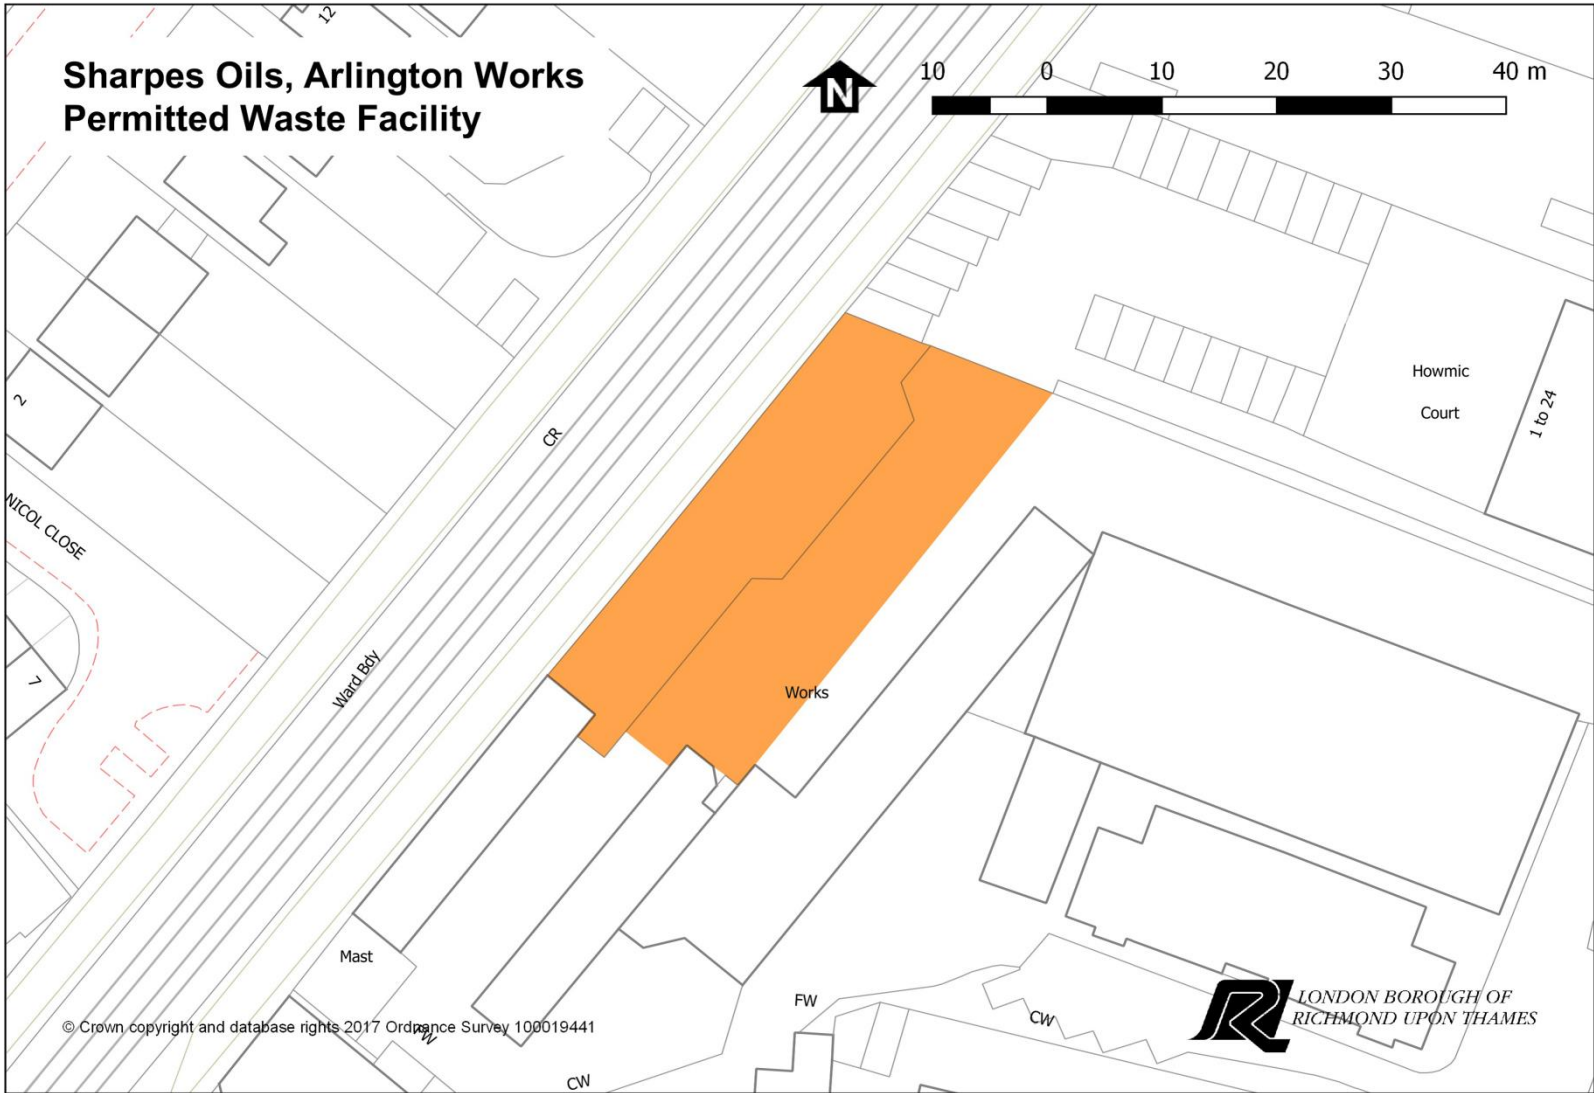 12
Sharpes Oils, Arlington Works
Permitted Waste Facility
N
10 0 10 20 30 40 m
Howmic
Court
1 to 24
2
CR
NICOL CLOSE
Ward Bdy
7
Works
Mast
FW
CW
LONDON BOROUGH OF
RICHMOND UPON THAMES
© Crown copyright and database rights 2017 Ordnance Survey 100019441
FW
CW